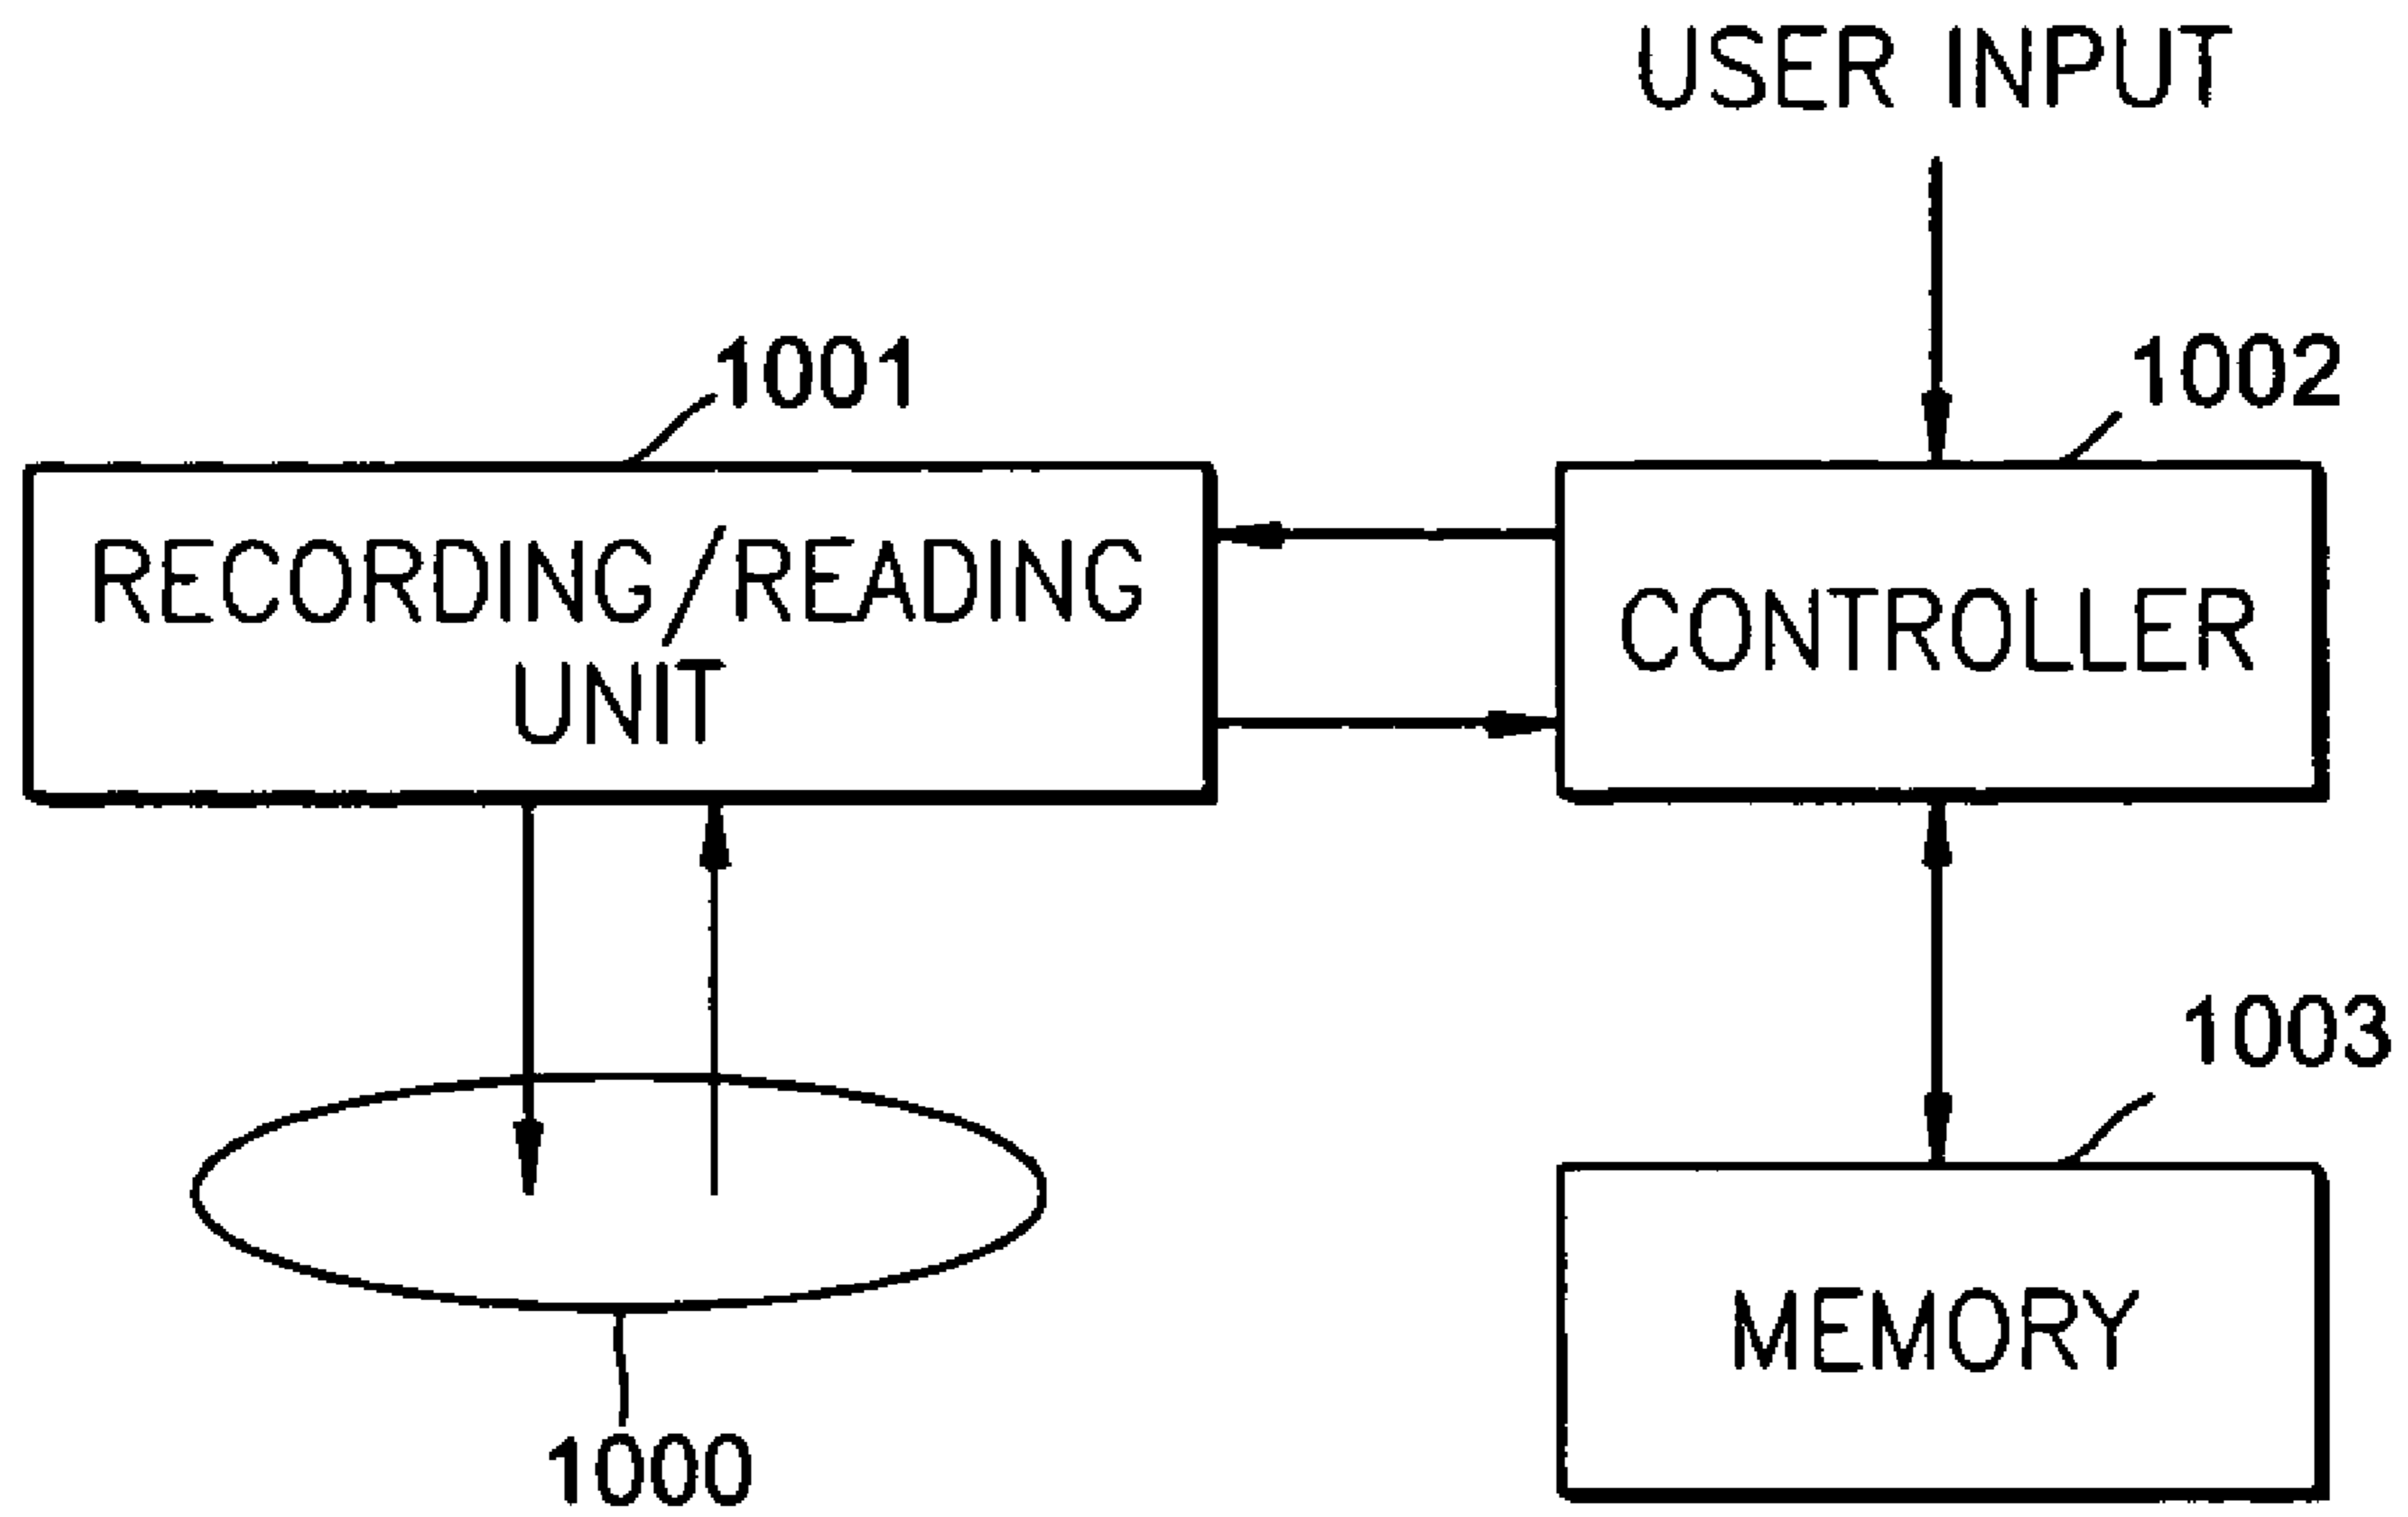 USER INPUT
1001
1002
RECORDING/READING
UNIT
CONTROLLER
1003
MEMORY
1000